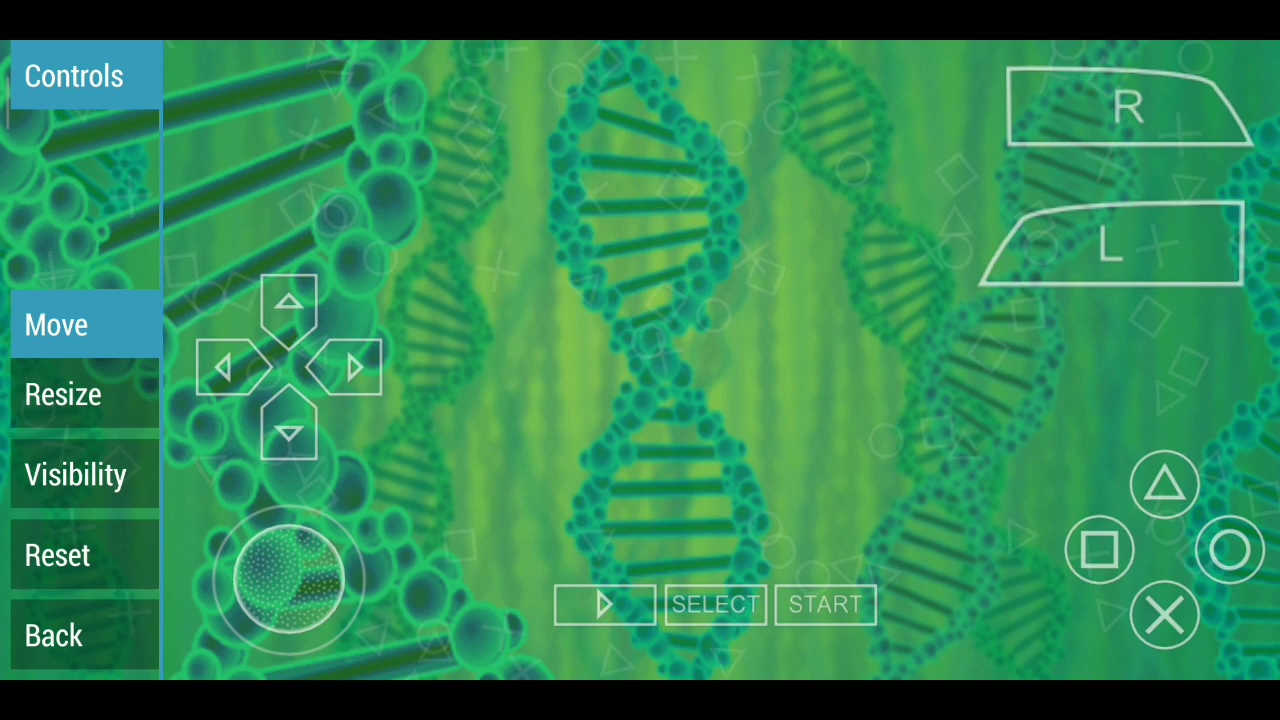 Controls
Move
Resize
Visibility
Reset
Back
R
L
SELECT
START